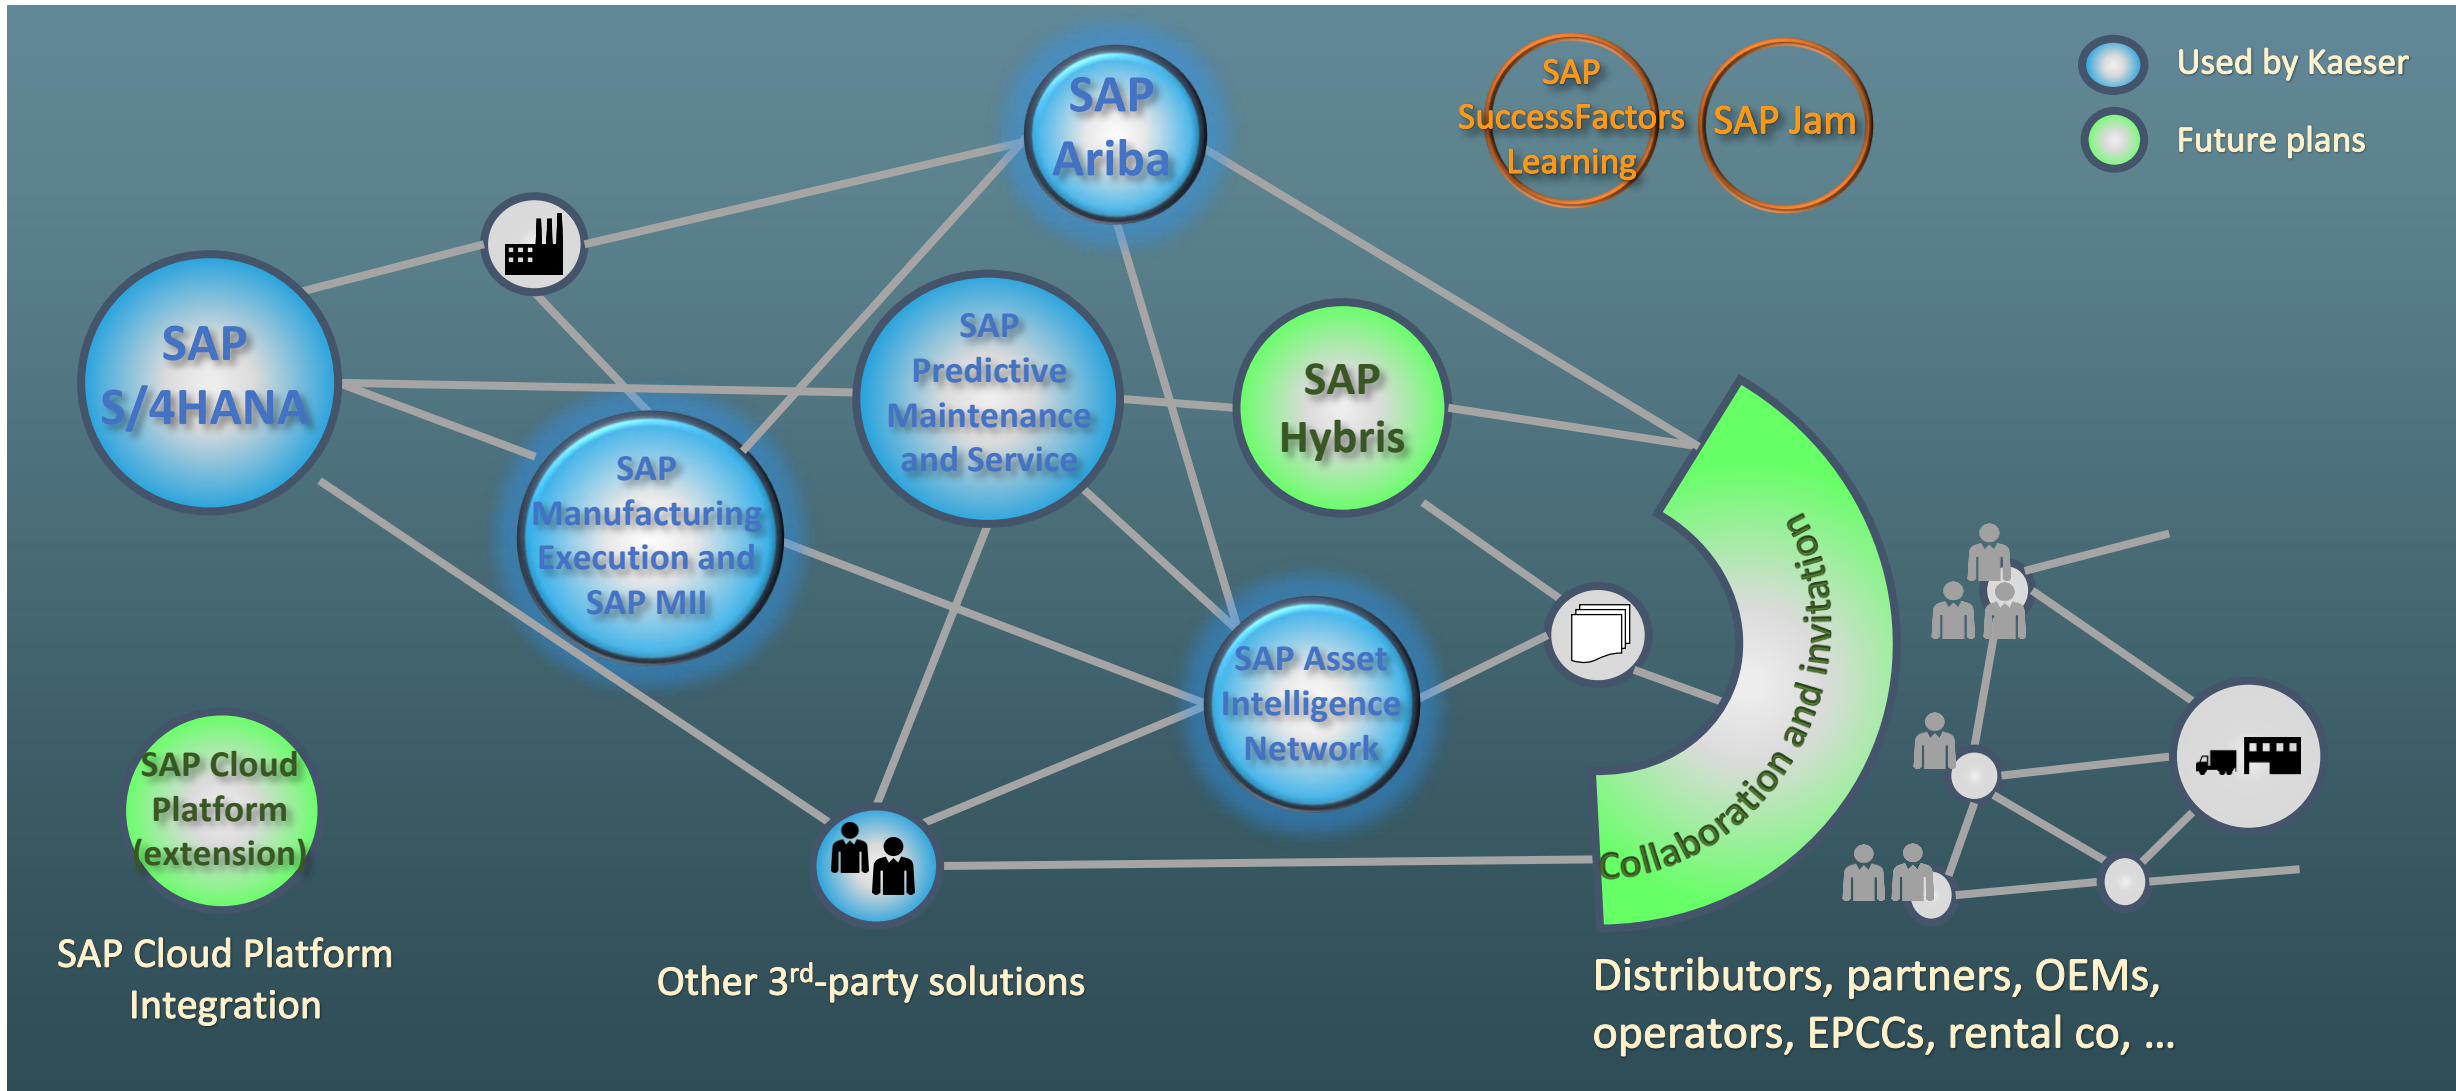 SAP
Ariba
SAP
SuccessFactors
Learning
SAP Jam
Used by Kaeser
Future plans
SAP
S/4HANA
SAP
Predictive
Maintenance
and Service
SAP
Hybris
SAP
Manufacturing
Execution and
SAP MII
SAP Asset
Intelligence
Network
Collaboration and invitation
SAP Cloud
Platform
(extension)
SAP Cloud Platform
Integration
Other 3rd-party solutions
Distributors, partners, OEMs,
operators, EPCCs, rental co, ...